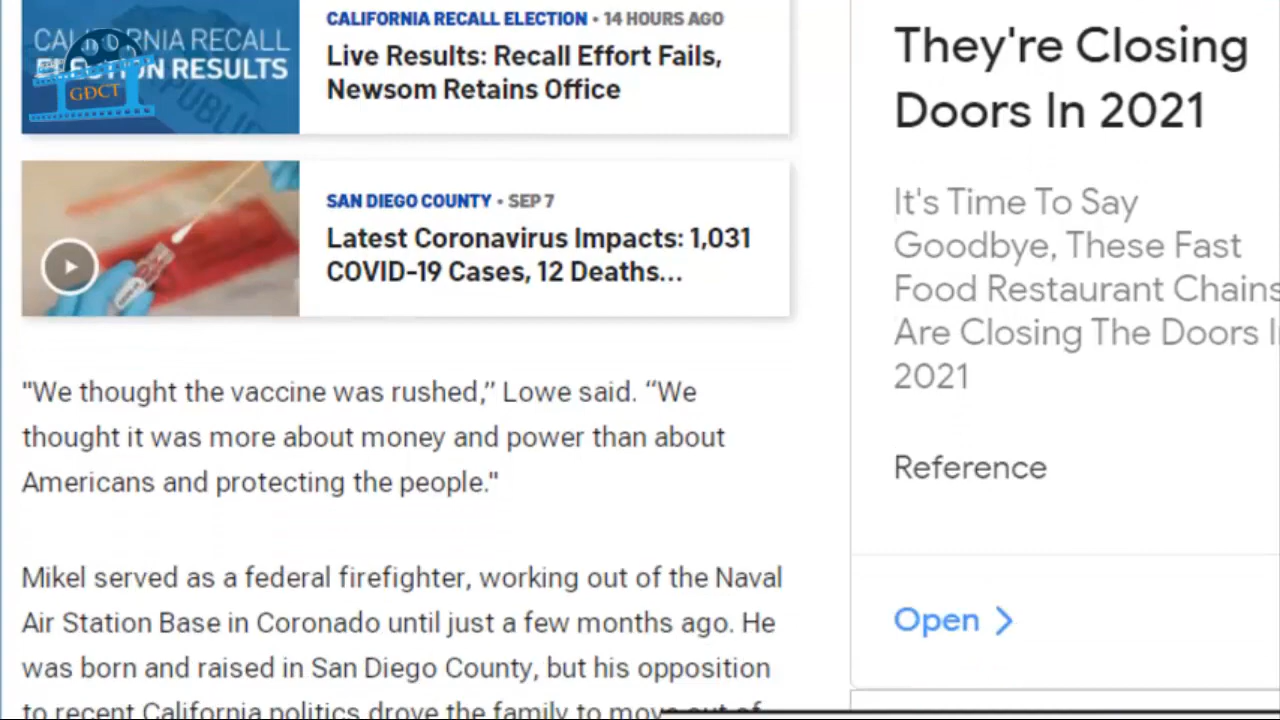 CALIFORNIA RECALL
ELECTION RESULTS
GDCT
CALIFORNIA RECALL ELECTION • 14 HOURS AGO
Live Results: Recall Effort Fails,
Newsom Retains Office
SAN DIEGO COUNTY • SEP 7
Latest Coronavirus Impacts: 1,031
COVID-19 Cases, 12 Deaths...
"We thought the vaccine was rushed,” Lowe said. “We
thought it was more about money and power than about
Americans and protecting the people."
Mikel served as a federal firefighter, working out of the Naval
Air Station Base in Coronado until just a few months ago. He
was born and raised in San Diego County, but his opposition
to recent California politics drove the family to move out of
They're Closing
Doors In 2021
It's Time To Say
Goodbye, These Fast
Food Restaurant Chains
Are Closing The Doors I
2021
Reference
Open